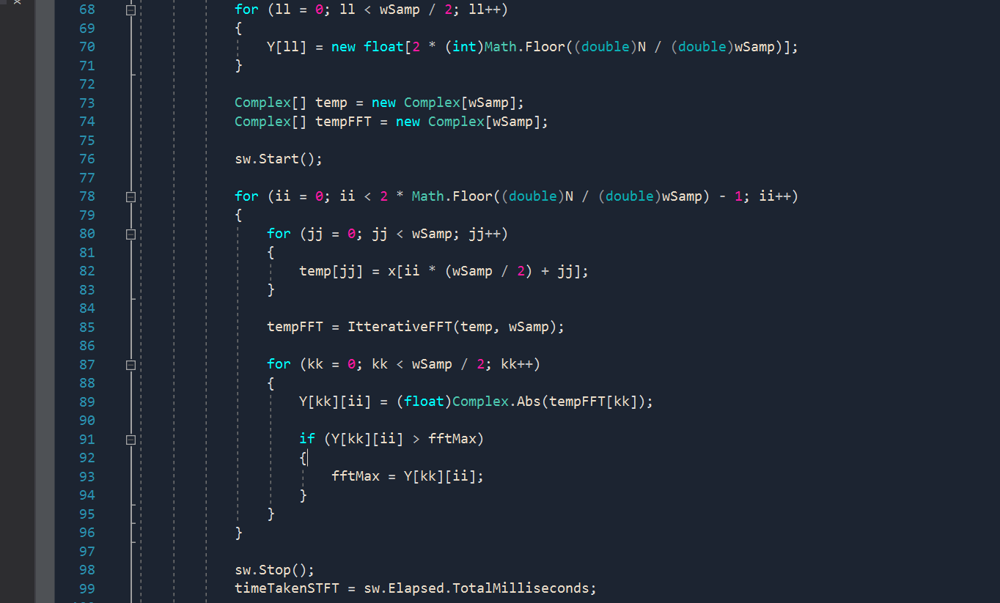 68 for (ll = 0; ll < wSamp / 2; ll++)
69 {
70 Y[ll] = new float[2 * (int)Math.Floor((double)N / (double)wSamp)];
71 }
72
73 Complex[] temp = new Complex[wSamp];
74 Complex[] tempFFT = new Complex[wSamp];
75
76 sw.Start();
77
78 for (ii = 0; ii < 2 * Math.Floor((double)N / (double)wSamp) - 1; ii++)
79 {
80 for (jj = 0; jj < wSamp; jj++)
81 {
82 temp[jj] = x[ii * (wSamp / 2) + jj];
83 }
84
85 tempFFT = ItterativeFFT(temp, wSamp);
86
87 for (kk = 0; kk < wSamp / 2; kk++)
88 {
89 Y[kk][ii] = (float)Complex.Abs(tempFFT[kk]);
90
91 if (Y[kk][ii] > fftMax)
92 {
93 fftMax = Y[kk][ii];
94 }
95 }
96 }
97
98 sw.Stop();
99 timeTakenSTFT = sw.Elapsed.TotalMilliseconds;